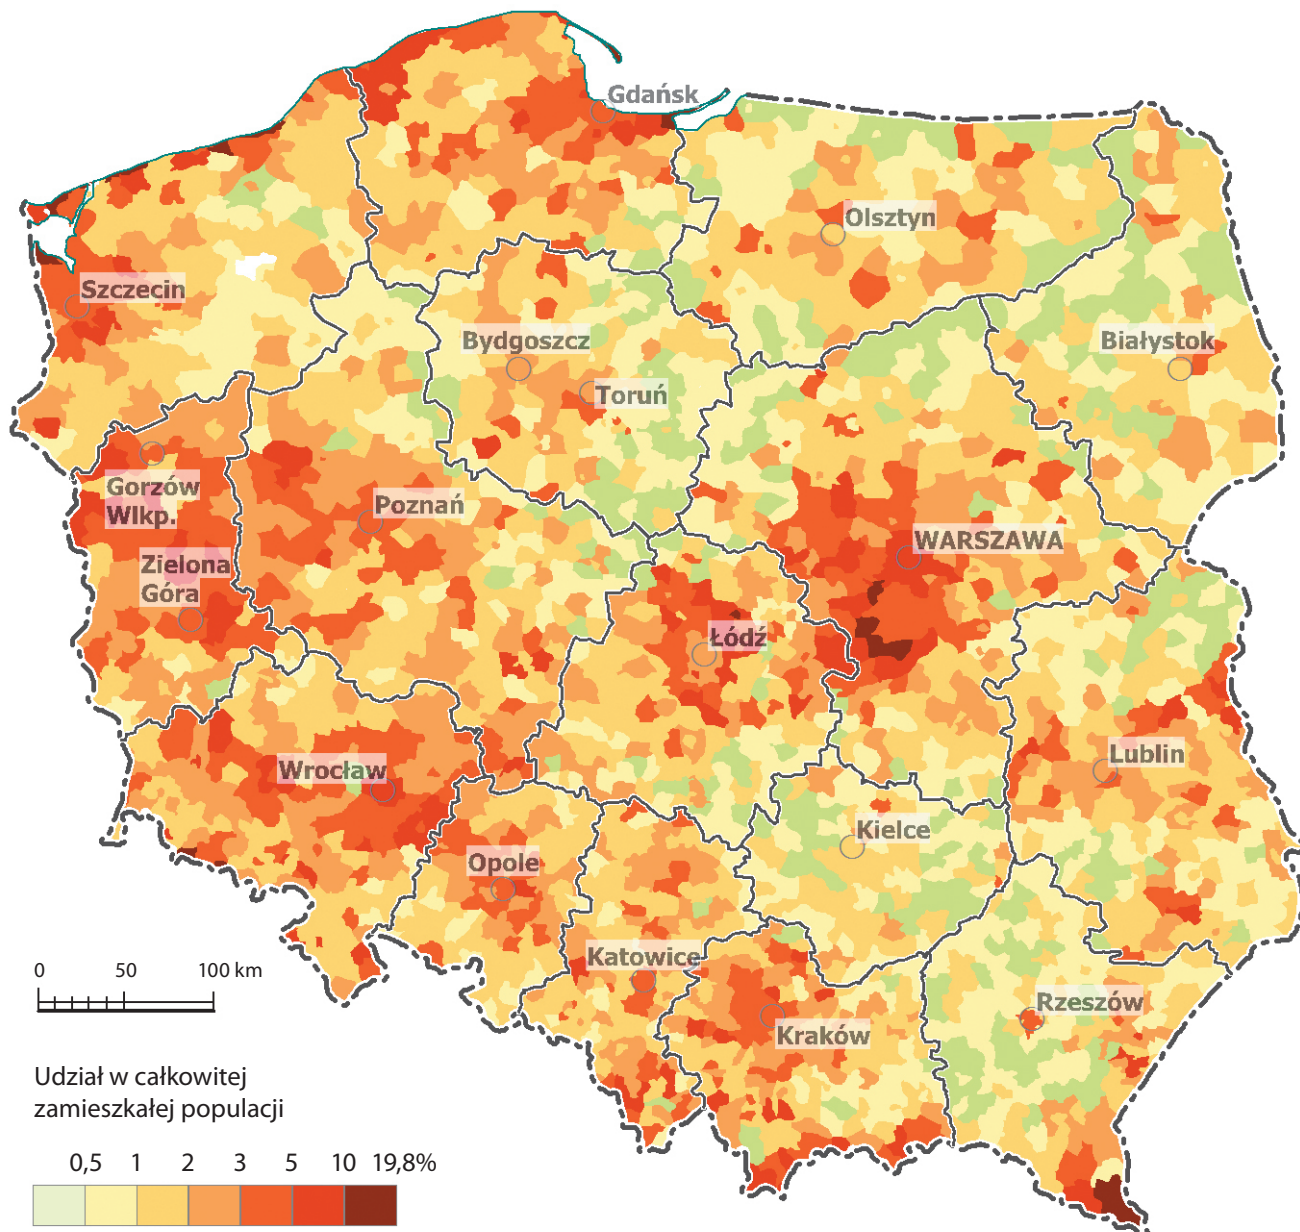 Gdańsk
Olsztyn
Szczecin
Bydgoszcz
Białystok
Toruń
Gorzów
Wlkp.
Poznań
WARSZAWA
Zielona
Góra
Łódź
Wrocław
Lublin
Kielce
Opole
Katowice
Rzeszów
Kraków
0 50 100 km
Udział w całkowitej
zamieszkałej populacji
0,5 1 2 3 5 10 19,8%